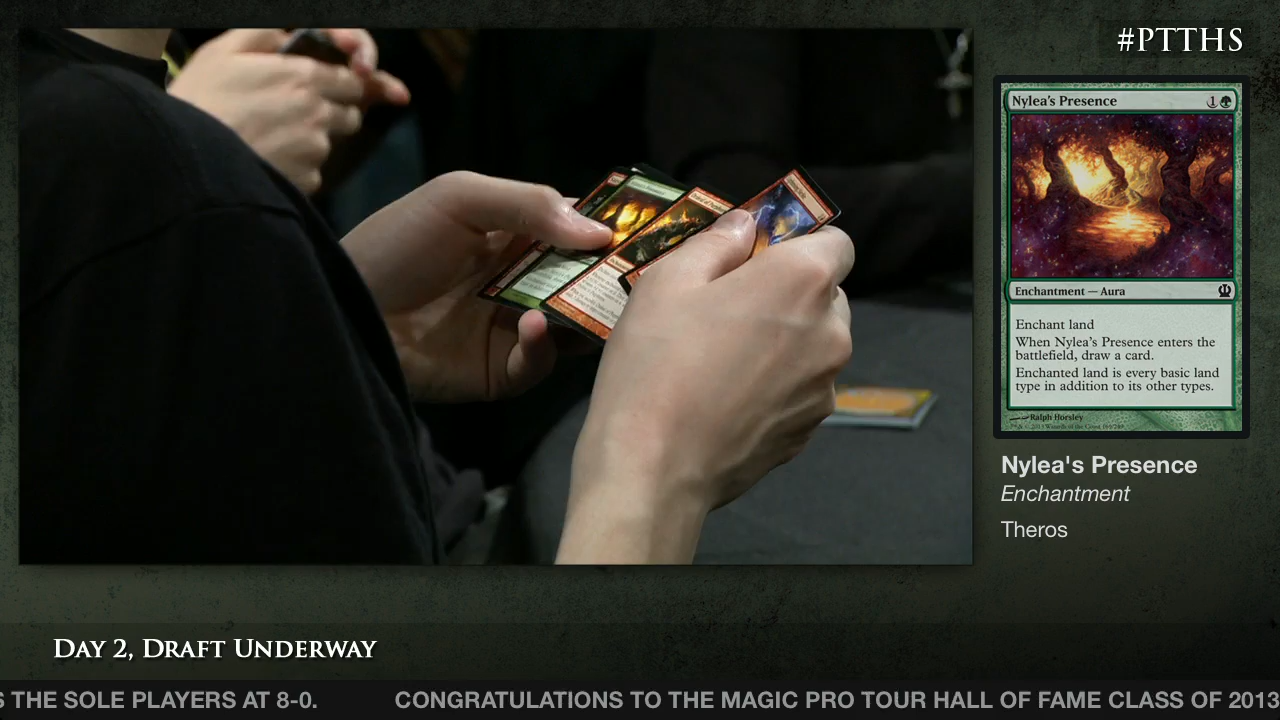 #PTTHS
Nylea's Presence 1
Enchantment — Aura
Enchant land
When Nylea's Presence enters the
battlefield, draw a card.
Enchanted land is every basic land
type in addition to its other types.
Ralph Horsley
Nylea's Presence
Enchantment
Theros
Day 2, Draft Underway
S THE SOLE PLAYERS AT 8-0. CONGRATULATIONS TO THE MAGIC PRO TOUR HALL OF FAME CLASS OF 2013